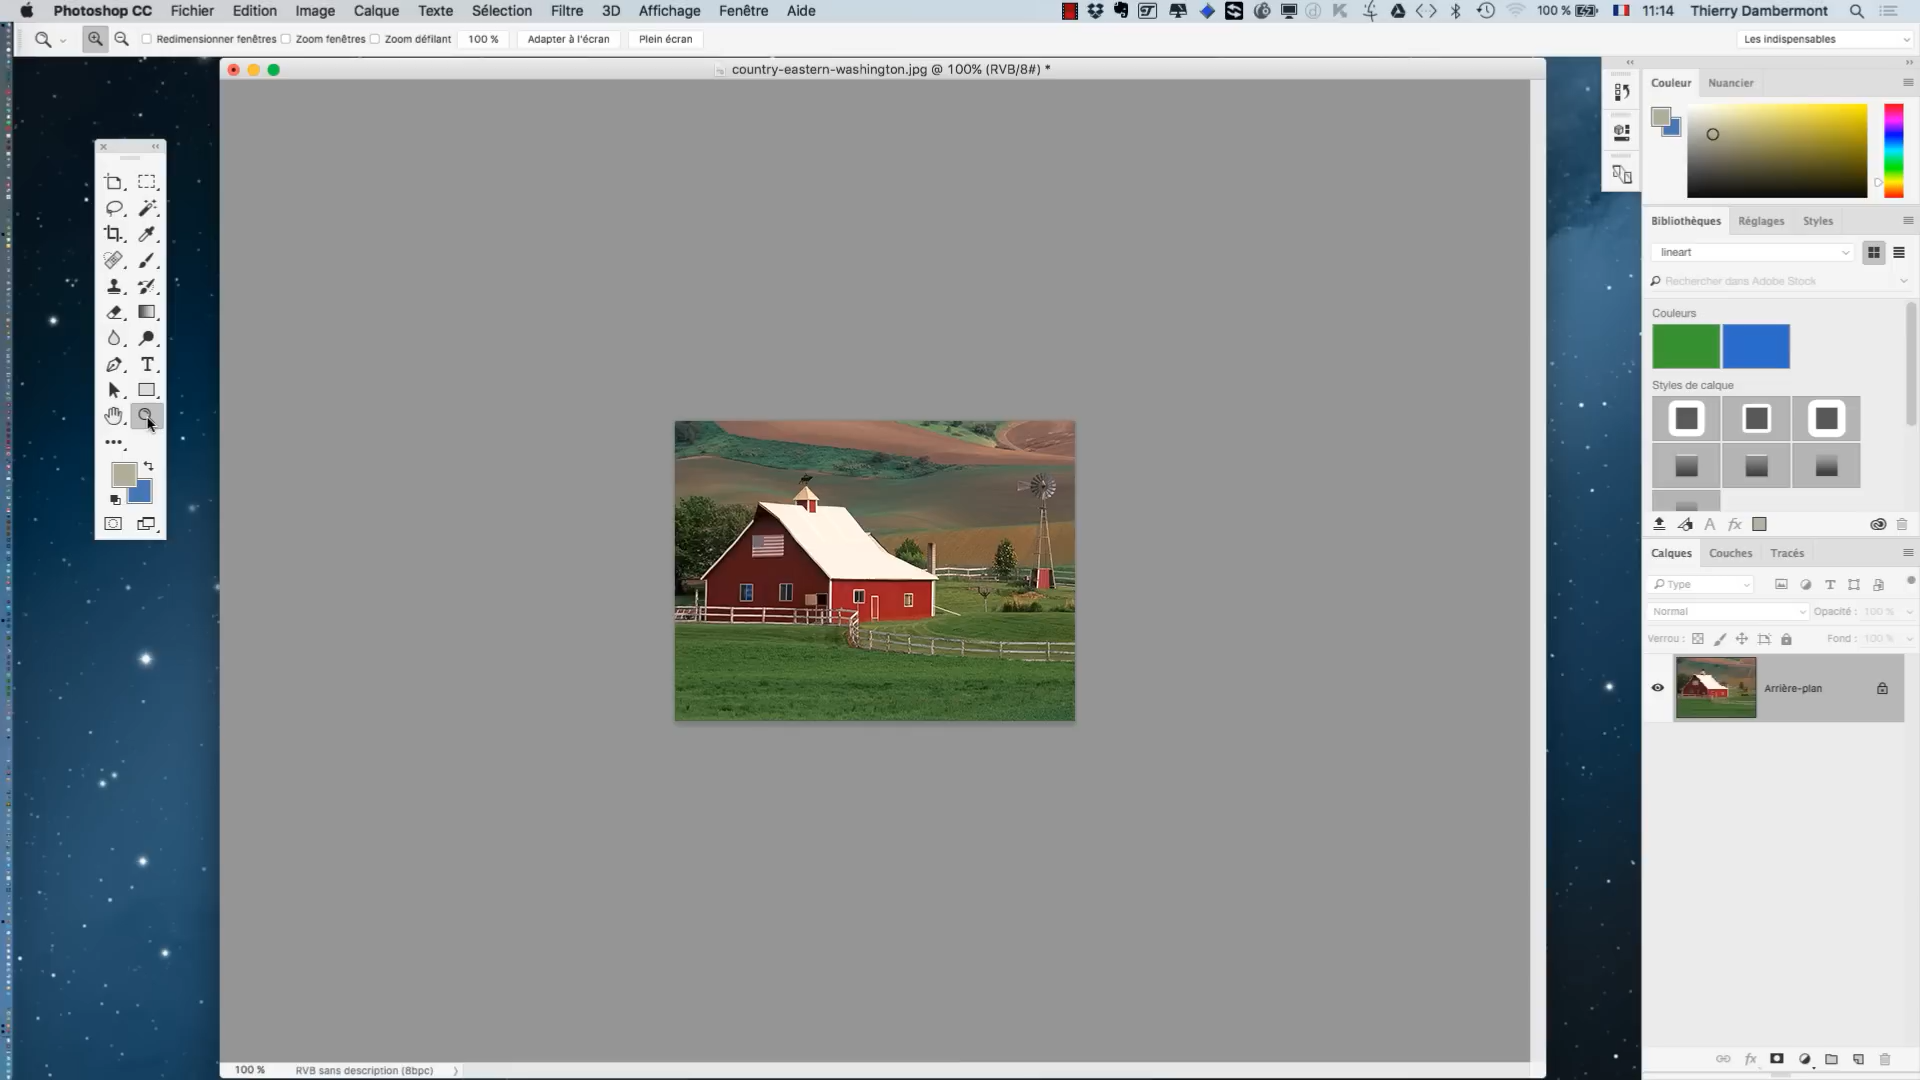 Photoshop CC Fichier Edition Image Calque Texte Sélection Filtre 3D Affichage Fenêtre Aide 100 % 11:14 Thierry Dambermont
Redimensionner fenêtres Zoom fenêtres Zoom défilant 100 % Adapter à l'écran Plein écran Les indispensables
country-eastern-washington.jpg @ 100% (RVB/8#) *
Couleur Nuancier
Bibliothèques Réglages Styles
lineart
Rechercher dans Adobe Stock
Couleurs
Styles de calque
Calques Couches Tracés
Type
Normal Opacité : 100 %
Verrou : Fond : 100 %
Arrière-plan
100 % RVB sans description (8bpc)